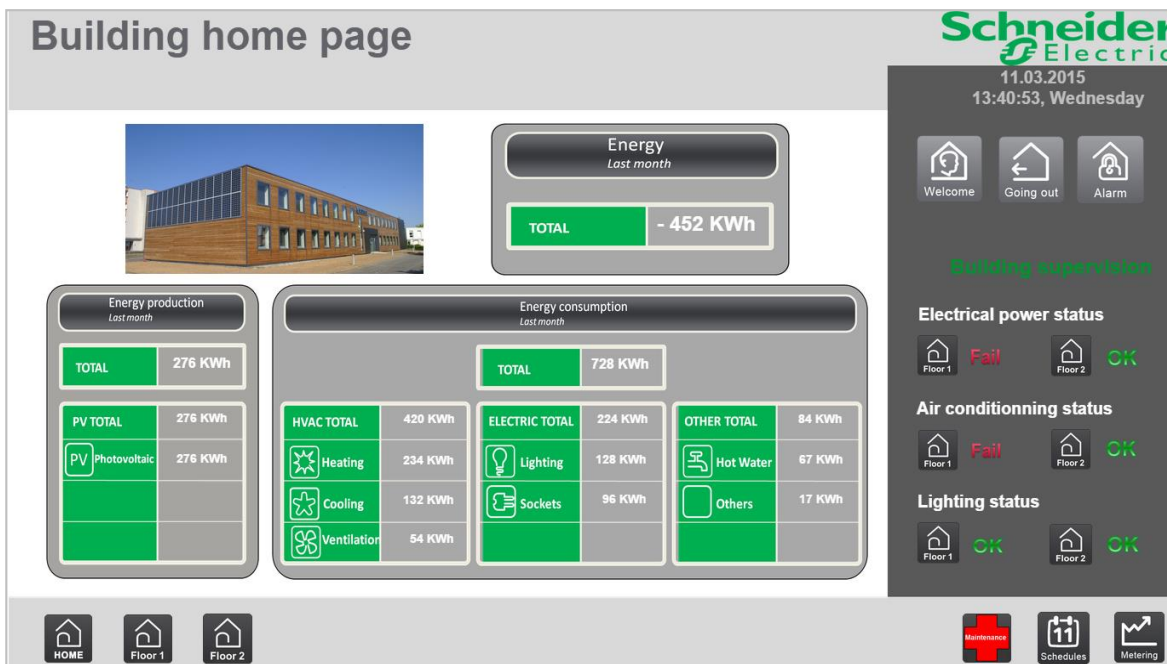 Building home page
Schneider
Electric
11.03.2015
13:40:53, Wednesday
Welcome
Going out
Alarm
Energy
Last month
TOTAL - 452 KWh
Building supervision
Energy production
Last month
TOTAL 276 KWh
PV TOTAL 276 KWh
PV Photovoltaic 276 KWh
Energy consumption
Last month
TOTAL 728 KWh
HVAC TOTAL 420 KWh
Heating 234 KWh
Cooling 132 KWh
Ventilation 54 KWh
ELECTRIC TOTAL 224 KWh
Lighting 128 KWh
Sockets 96 KWh
OTHER TOTAL 84 KWh
Hot Water 67 KWh
Others 17 KWh
Electrical power status
Floor 1 Fail Floor 2 OK
Air conditionning status
Floor 1 Fail Floor 2 OK
Lighting status
Floor 1 OK Floor 2 OK
HOME
Floor 1
Floor 2
Maintenance
11
Schedules
Metering